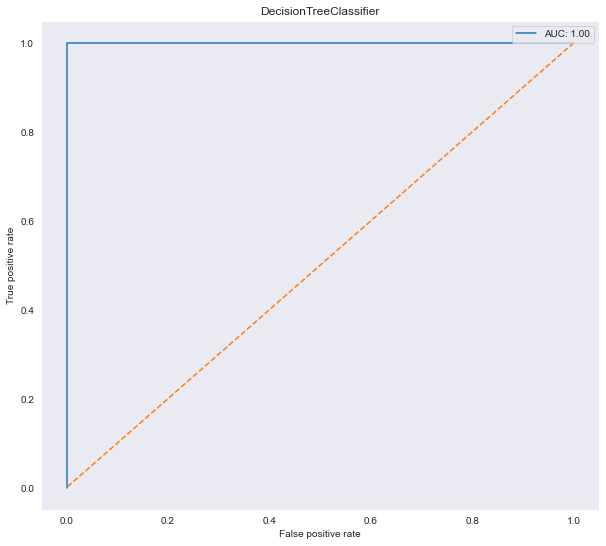 DecisionTreeClassifier
AUC: 1.00
1.0
0.8
0.6
0.4
0.2
0.0
True positive rate
0.0 0.2 0.4 0.6 0.8 1.0
False positive rate